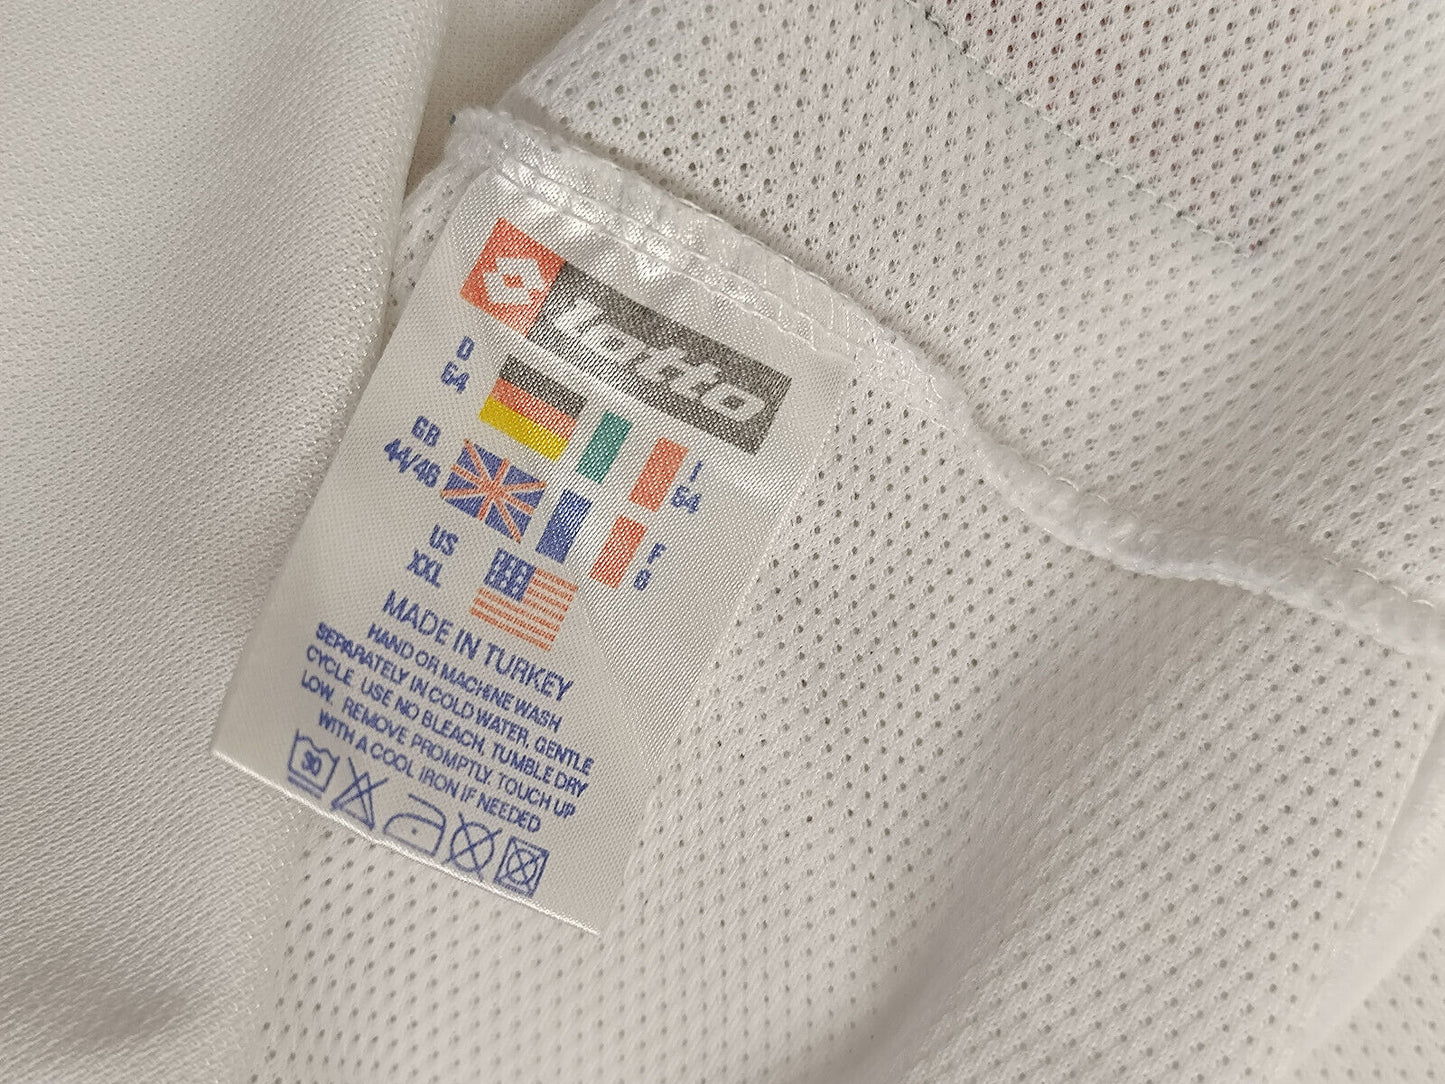 lotto
D
54
I
54
GB
44/46
F
6
US
XXL
MADE IN TURKEY
HAND OR MACHINE WASH
SEPARATELY IN COLD WATER, GENTLE
CYCLE. USE NO BLEACH, TUMBLE DRY
LOW. REMOVE PROMPTLY. TOUCH UP
WITH A COOL IRON IF NEEDED
30